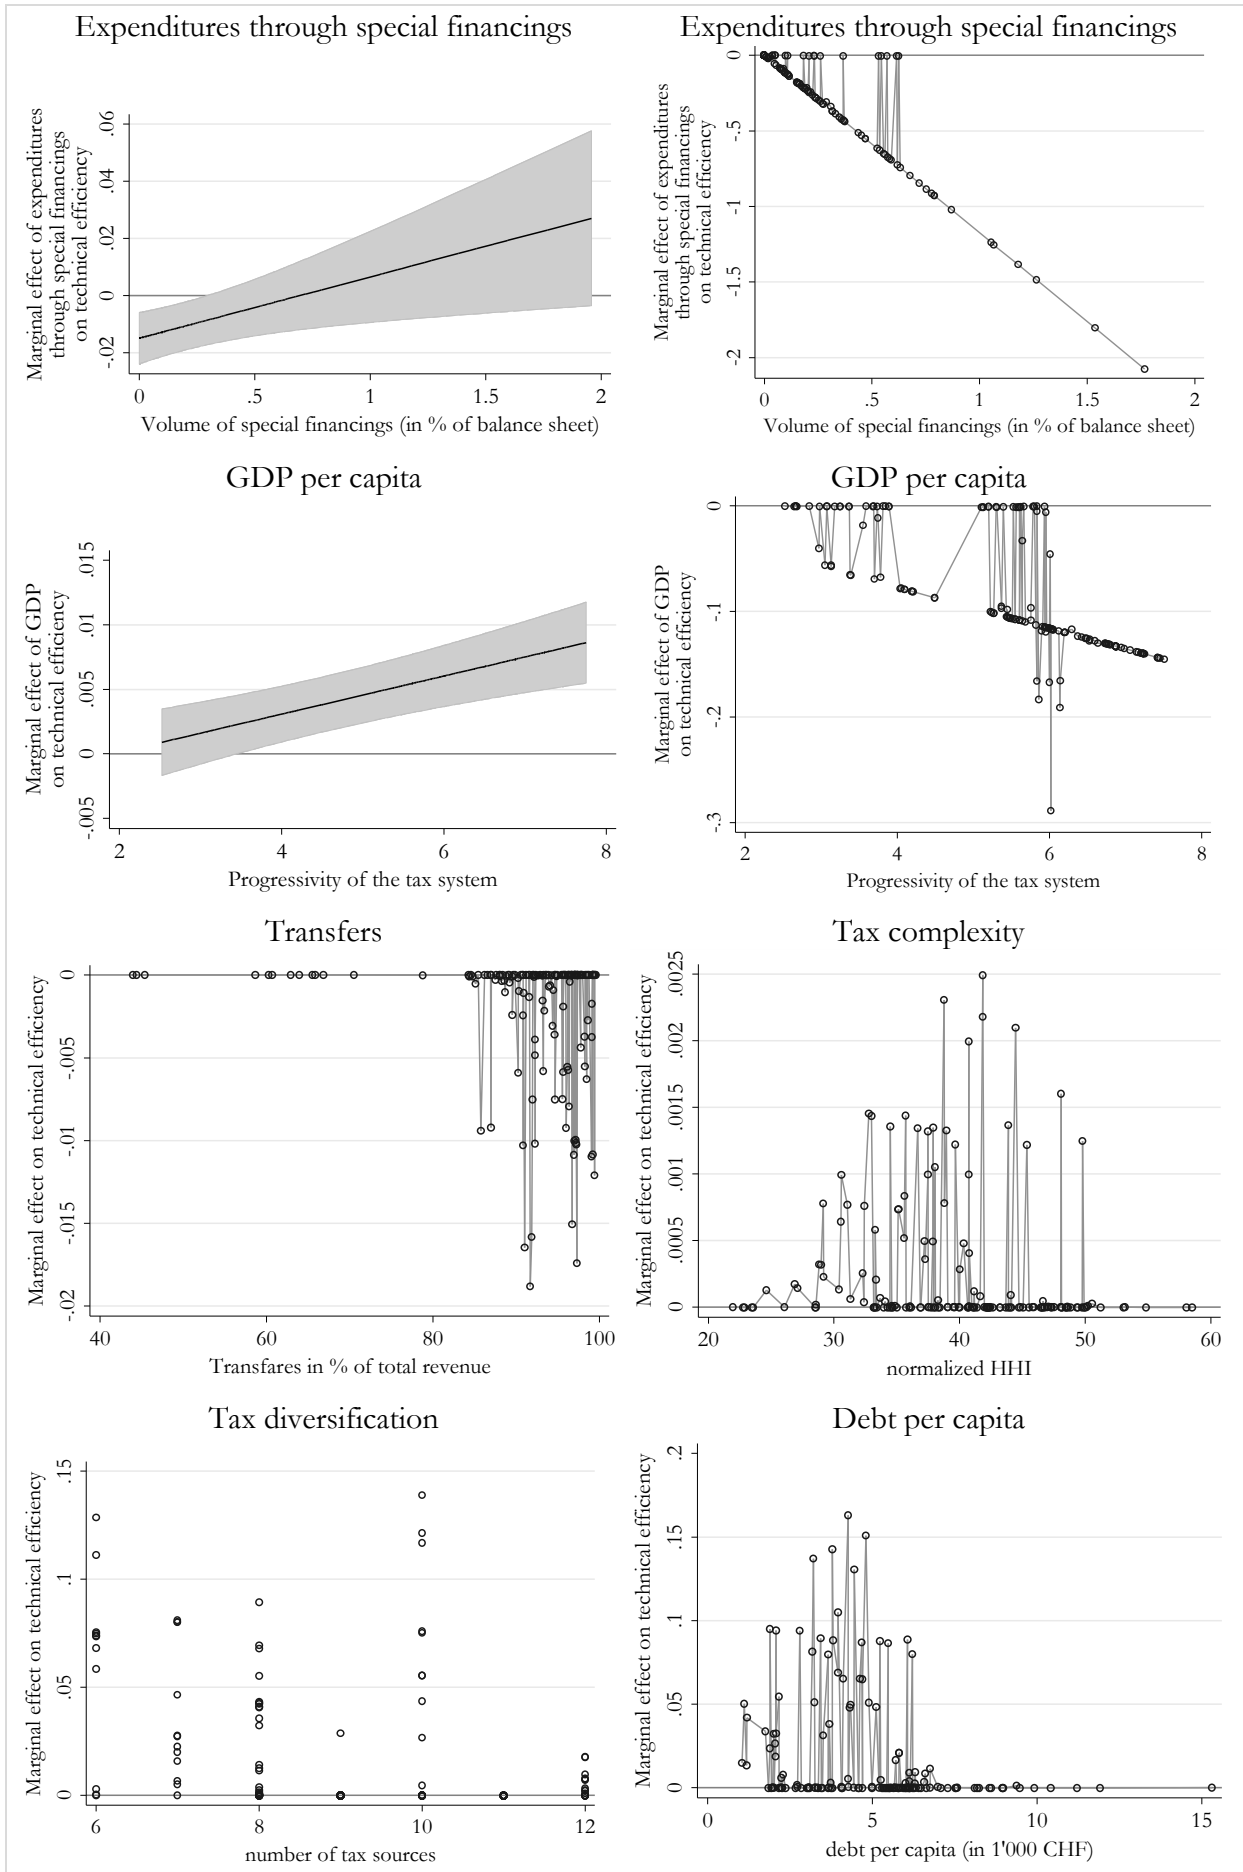 Expenditures through special financings
Marginal effect of expenditures
through special financings
on technical efficiency
-.02 0 .02 .04 .06
0 .5 1 1.5 2
Volume of special financings (in % of balance sheet)
Expenditures through special financings
Marginal effect of expenditures
through special financings
on technical efficiency
-2 -1.5 -1 -.5 0
0 .5 1 1.5 2
Volume of special financings (in % of balance sheet)
GDP per capita
Marginal effect of GDP
on technical efficiency
-.005 0 .005 .01 .015
2 4 6 8
Progressivity of the tax system
GDP per capita
Marginal effect of GDP
on technical efficiency
-.3 -.2 -.1 0
2 4 6 8
Progressivity of the tax system
Transfers
Marginal effect on technical efficiency
-.02 -.015 -.01 -.005 0
40 60 80 100
Transfares in % of total revenue
Tax complexity
Marginal effect on technical efficiency
0 .0005 .001 .0015 .002 .0025
20 30 40 50 60
normalized HHI
Tax diversification
Marginal effect on technical efficiency
0 .05 .1 .15
6 8 10 12
number of tax sources
Debt per capita
Marginal effect on technical efficiency
0 .05 .1 .15 .2
0 5 10 15
debt per capita (in 1'000 CHF)